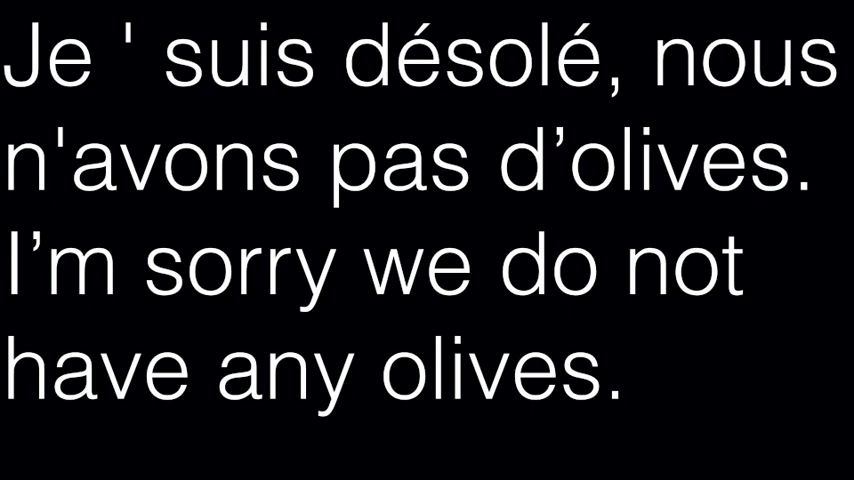 Je ' suis désolé, nous
n'avons pas d’olives.
I’m sorry we do not
have any olives.